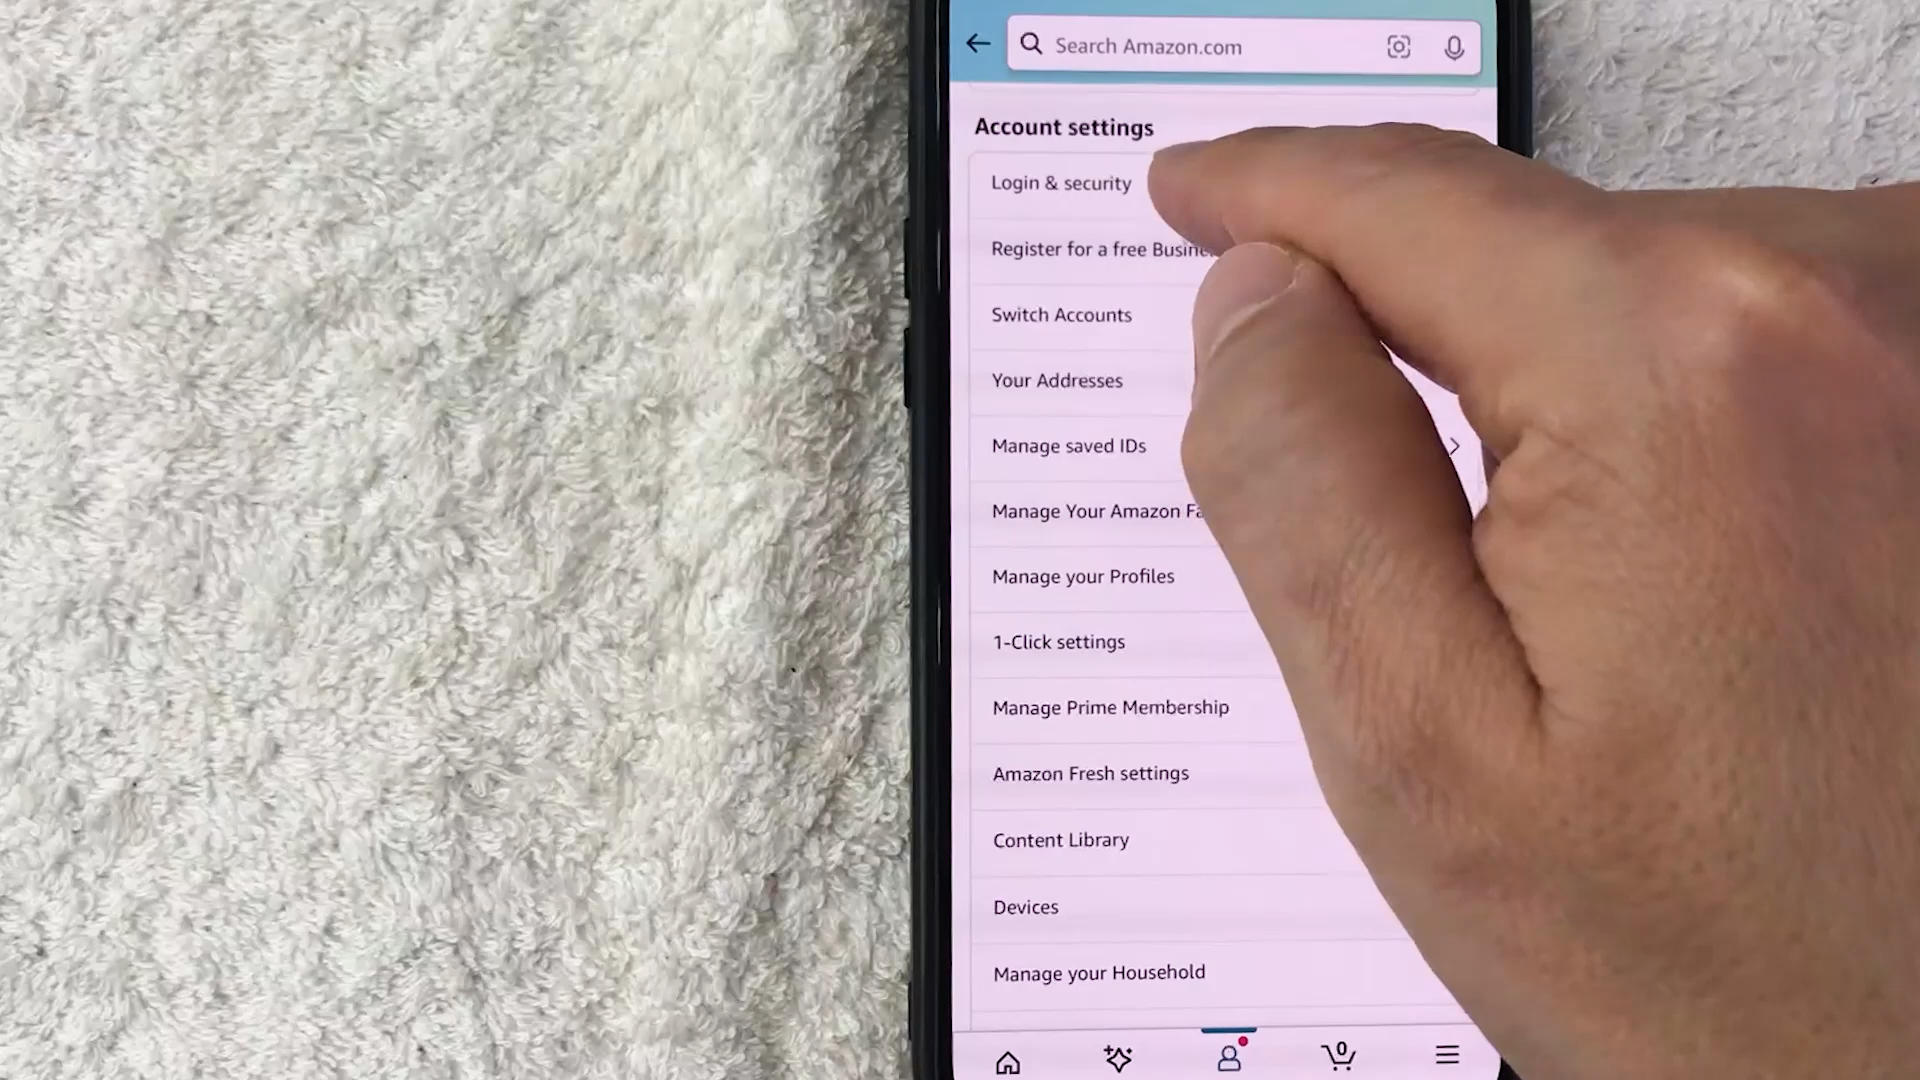 Search Amazon.com
Account settings
Login & security
Register for a free
Switch Accounts
Your Addresses
Manage saved IDs
Manage Your Amazon
Manage your Profiles
1-Click settings
Manage Prime Membership
Amazon Fresh settings
Content Library
Devices
Manage your Household
0